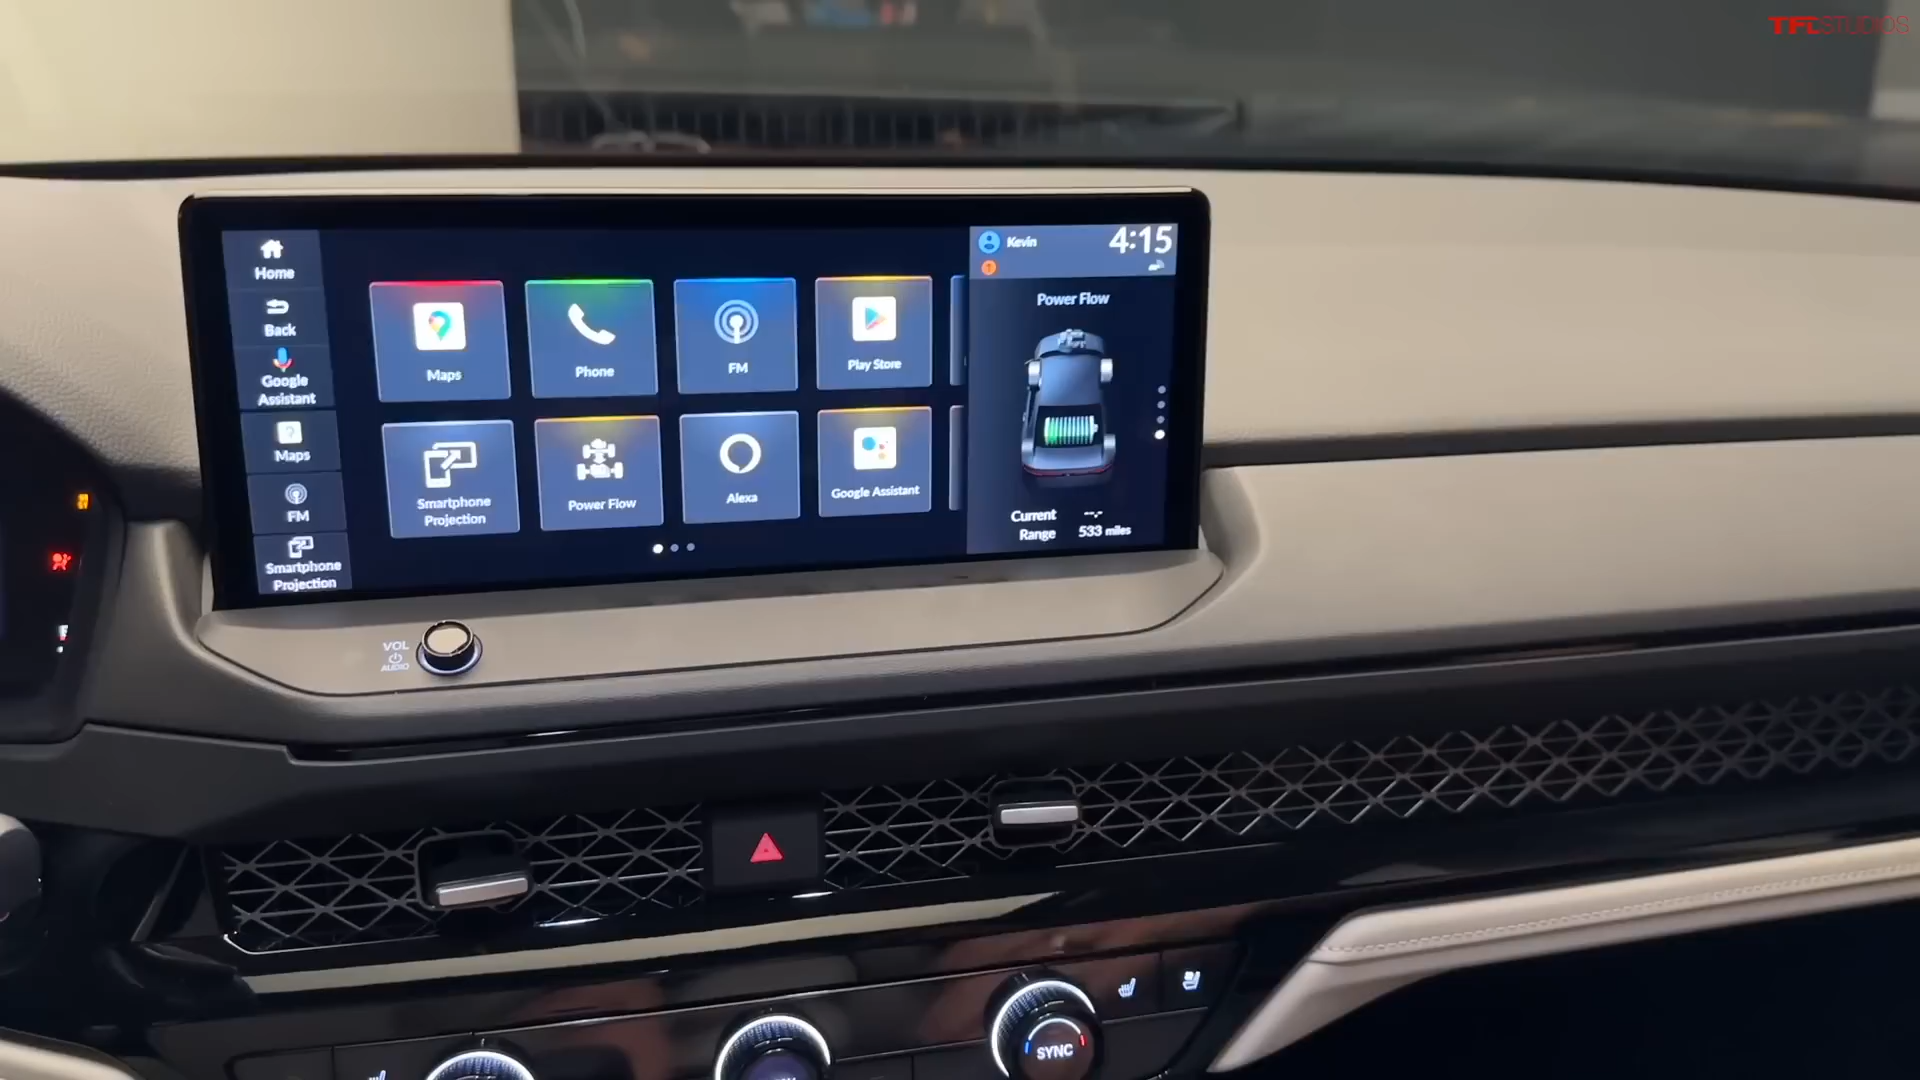 TFLSTUDIOS
Home
Back
Google
Assistant
Maps
FM
Smartphone
Projection
Maps
Phone
FM
Play Store
Smartphone
Projection
Power Flow
Alexa
Google Assistant
Kevin
4:15
Power Flow
Current --.-
Range 533 miles
VOL
AUDIO
SYNC